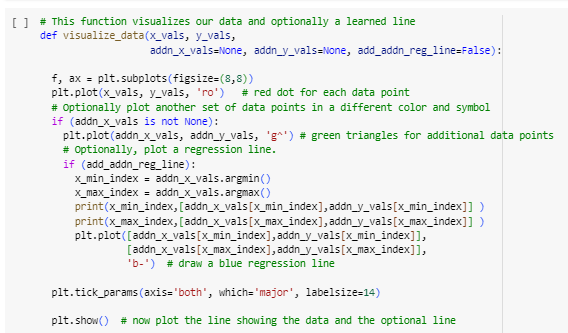 [ ] # This function visualizes our data and optionally a learned line
def visualize_data(x_vals, y_vals,
                   addn_x_vals=None, addn_y_vals=None, add_addn_reg_line=False):

  f, ax = plt.subplots(figsize=(8,8))
  plt.plot(x_vals, y_vals, 'ro')   # red dot for each data point
  # Optionally plot another set of data points in a different color and symbol
  if (addn_x_vals is not None):
    plt.plot(addn_x_vals, addn_y_vals, 'g^') # green triangles for additional data points
    # Optionally, plot a regression line.
    if (add_addn_reg_line):
      x_min_index = addn_x_vals.argmin()
      x_max_index = addn_x_vals.argmax()
      print(x_min_index,[addn_x_vals[x_min_index],addn_y_vals[x_min_index]] )
      print(x_max_index,[addn_x_vals[x_max_index],addn_y_vals[x_max_index]] )
      plt.plot([addn_x_vals[x_min_index],addn_y_vals[x_min_index]],
               [addn_x_vals[x_max_index],addn_y_vals[x_max_index]],
               'b-')  # draw a blue regression line

  plt.tick_params(axis='both', which='major', labelsize=14)

  plt.show()  # now plot the line showing the data and the optional line